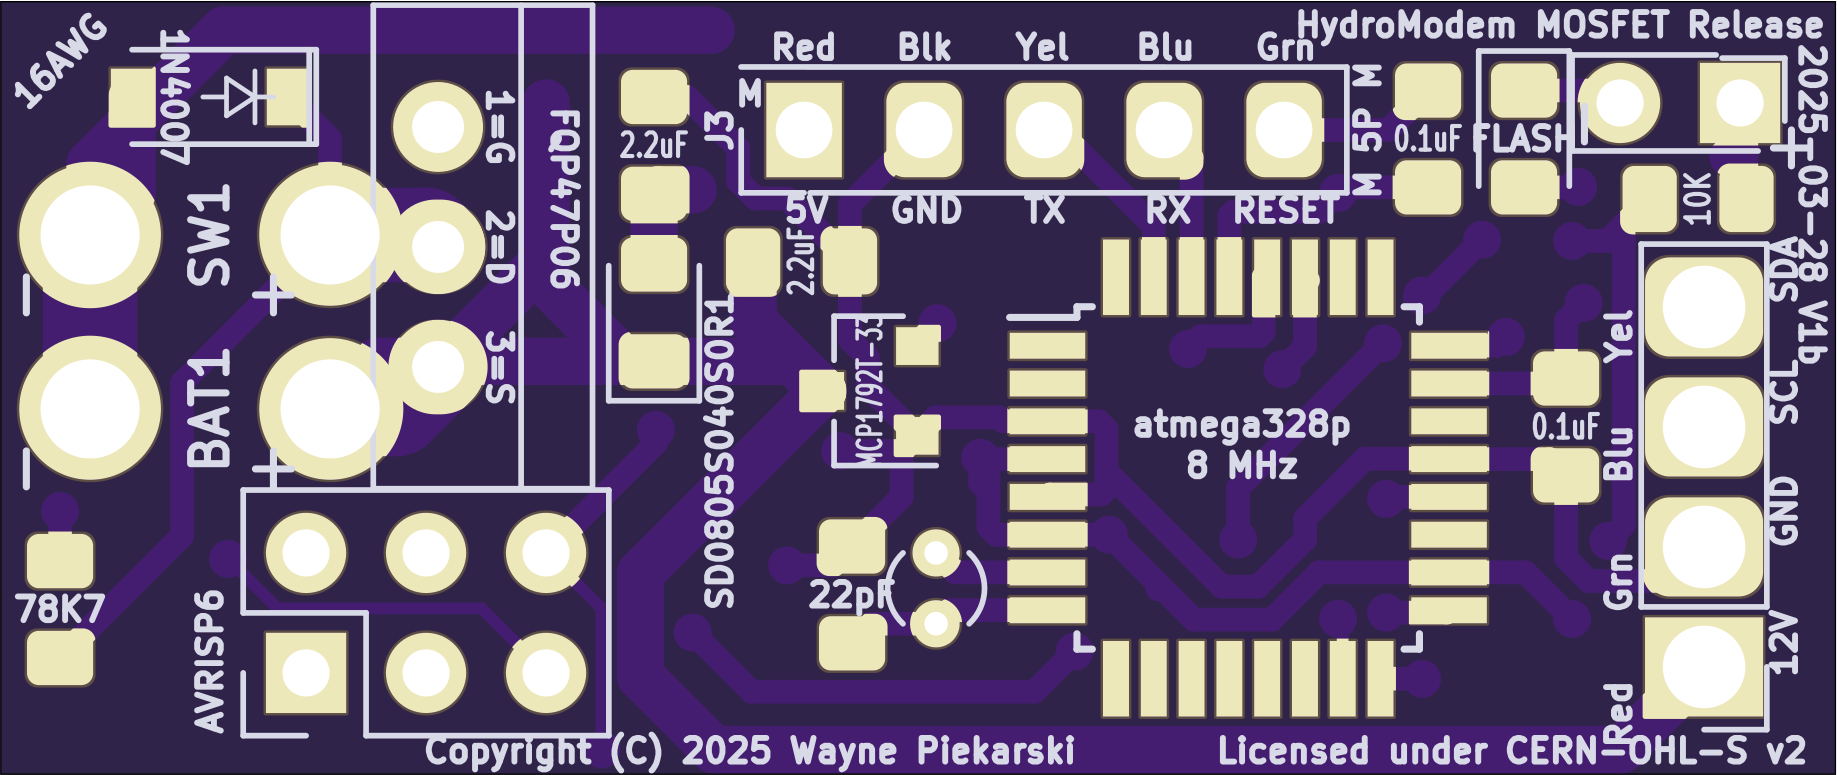 HydroModem MOSFET Release
2025-03-28 V1b
16AWG
1N4007
1=G
2=D
3=S
FQP47P06
SW1
BAT1
+
+
2.2uF
SD0805S040S0R1
J3
M
Red Blk Yel Blu Grn
5V GND TX RX RESET
M 5P M
0.1uF
FLASH
+
10K
2.2uF
MCP1792T-33
atmega328p
8 MHz
0.1uF
SDA
SCL
GND
12V
Yel
Blu
Grn
Red
78K7
AVRISP6
22pF
Copyright (C) 2025 Wayne Piekarski
Licensed under CERN-OHL-S v2